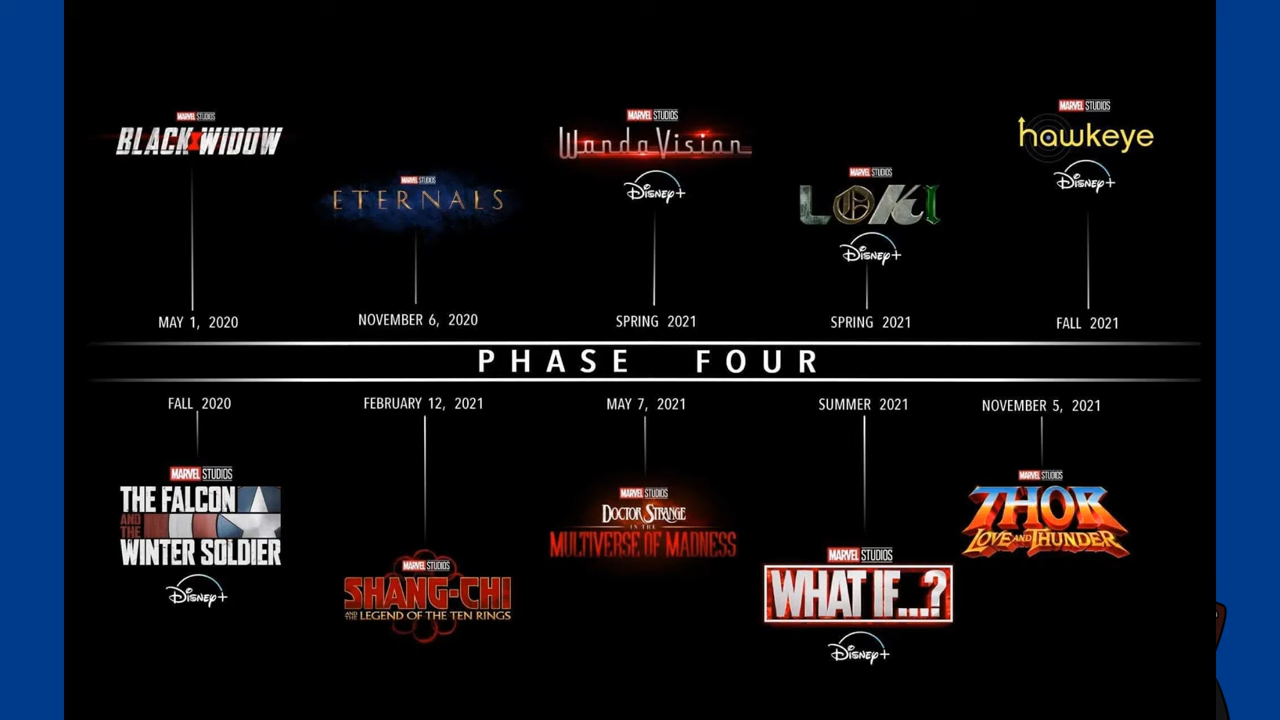 MARVEL STUDIOS
BLACK WIDOW
MAY 1, 2020
MARVEL STUDIOS
ETERNALS
NOVEMBER 6, 2020
MARVEL STUDIOS
WandaVision
Disney+
SPRING 2021
MARVEL STUDIOS
LOKI
Disney+
SPRING 2021
MARVEL STUDIOS
hawkeye
Disney+
FALL 2021
PHASE FOUR
FALL 2020
MARVEL STUDIOS
THE FALCON
AND
THE
WINTER SOLDIER
Disney+
FEBRUARY 12, 2021
MARVEL STUDIOS
SHANG-CHI
AND THE LEGEND OF THE TEN RINGS
MAY 7, 2021
MARVEL STUDIOS
DOCTOR STRANGE
IN THE
MULTIVERSE OF MADNESS
SUMMER 2021
MARVEL STUDIOS
WHAT IF...?
Disney+
NOVEMBER 5, 2021
MARVEL STUDIOS
THOR
LOVE AND THUNDER